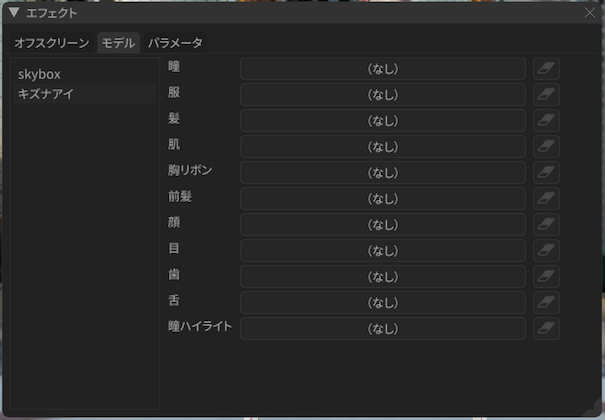 エフェクト
オフスクリーン モデル パラメータ
skybox
キズナアイ
瞳 (なし)
服 (なし)
髪 (なし)
肌 (なし)
胸リボン (なし)
前髪 (なし)
顔 (なし)
目 (なし)
歯 (なし)
舌 (なし)
瞳ハイライト (なし)